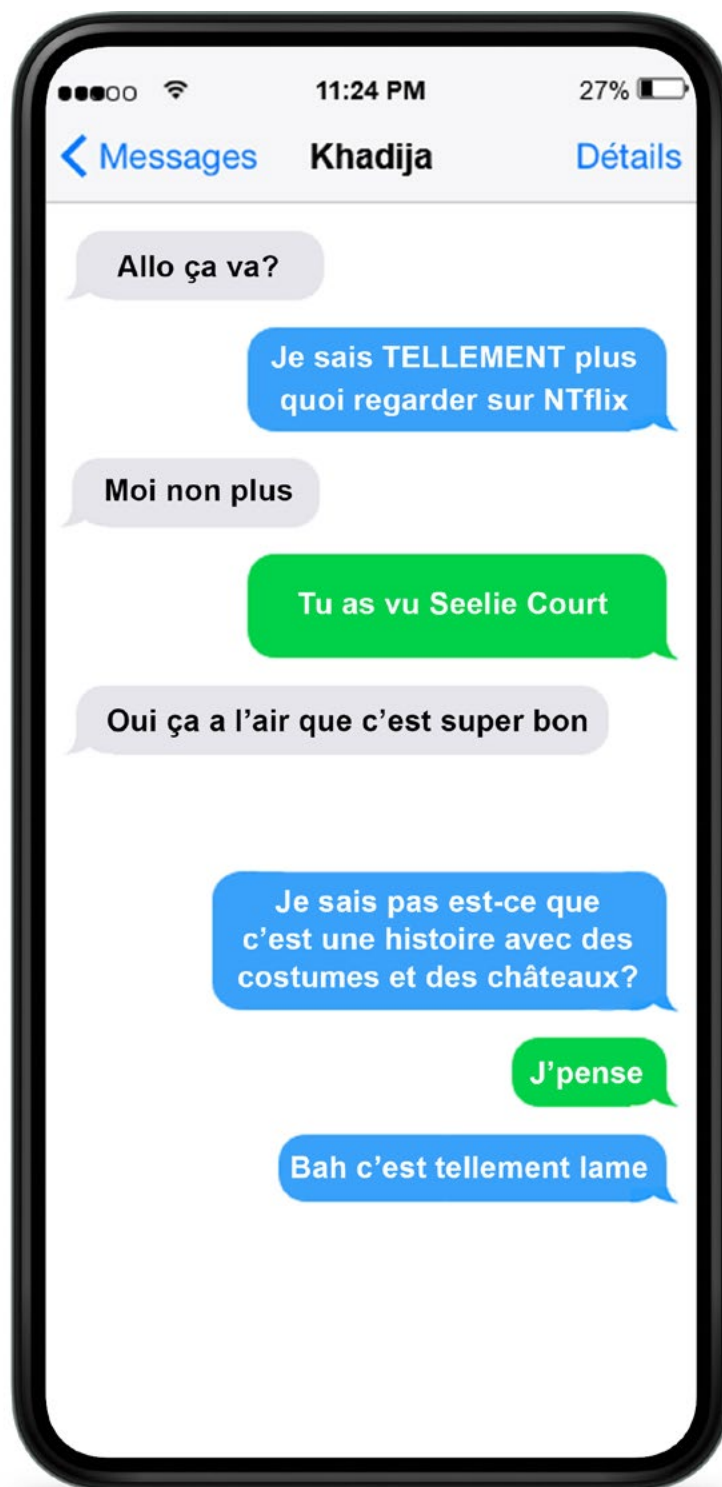 11:24 PM 27%
Messages Khadija Détails
Allo ça va?
Je sais TELLEMENT plus
quoi regarder sur NTflix
Moi non plus
Tu as vu Seelie Court
Oui ça a l’air que c’est super bon
Je sais pas est-ce que
c’est une histoire avec des
costumes et des châteaux?
J’pense
Bah c’est tellement lame